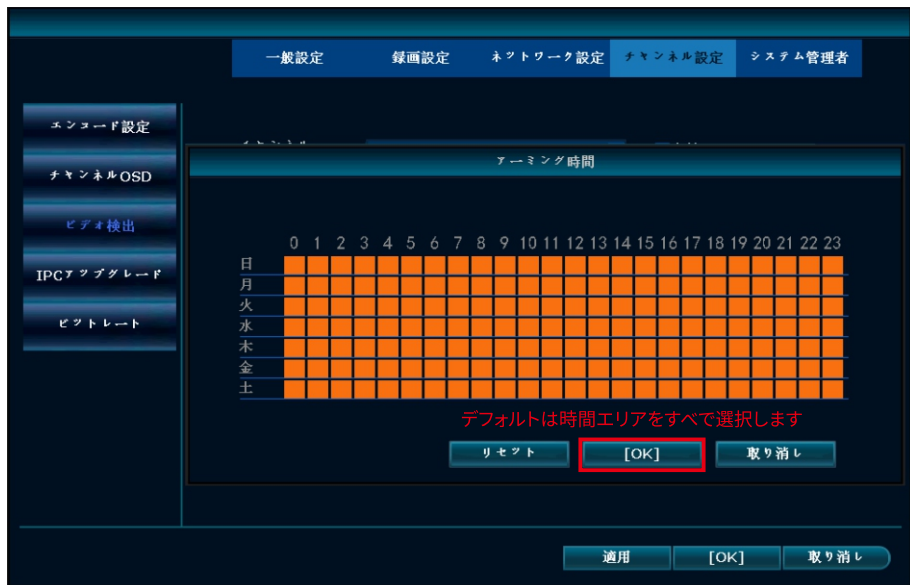 一般設定 録画設定 ネットワーク設定 チャンネル設定 システム管理者
エンコード設定
チャンネルOSD
ビデオ検出
IPCアップグレード
ビットレート
アーミング時間
0 1 2 3 4 5 6 7 8 9 10 11 12 13 14 15 16 17 18 19 20 21 22 23
日
月
火
水
木
金
土
デフォルトは時間エリアをすべで選択します
リセット [OK] 取り消し
適用 [OK] 取り消し